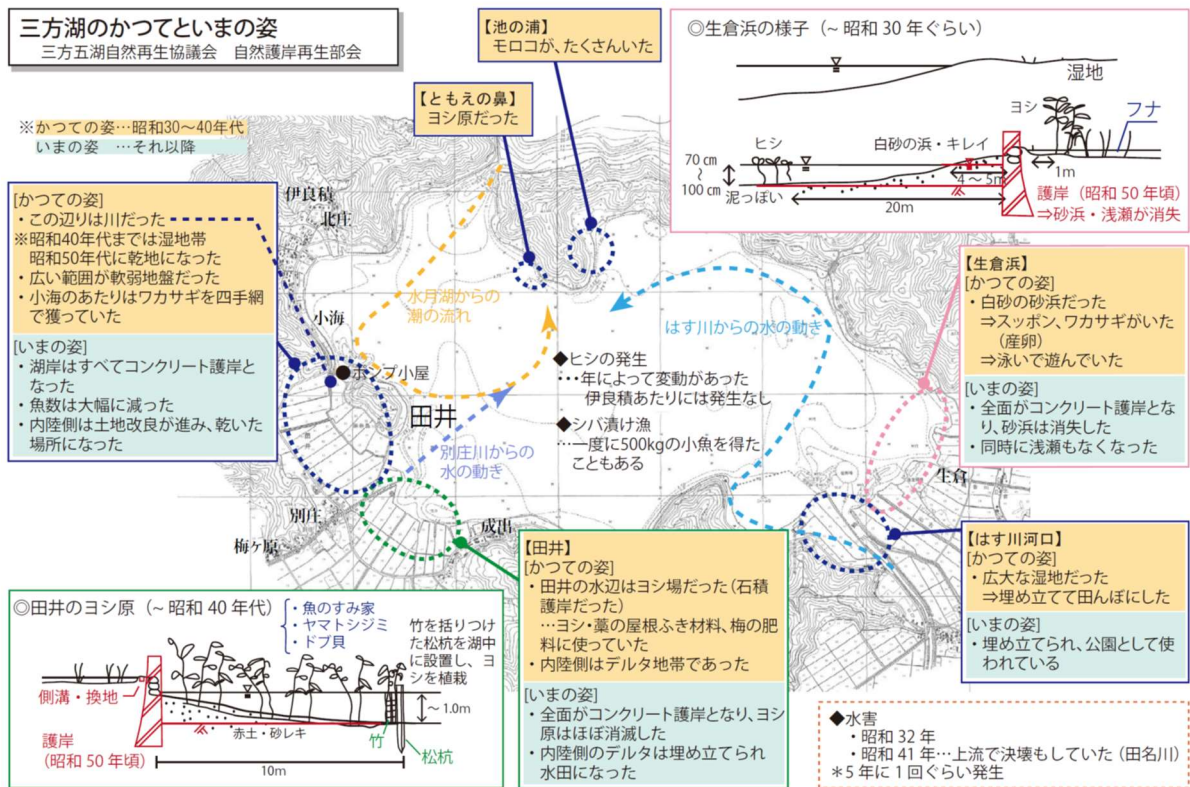 三方湖のかつてといまの姿
三方五湖自然再生協議会 自然護岸再生部会
※かつての姿…昭和30〜40年代
いまの姿 …それ以降
【池の浦】
モロコが、たくさんいた
【ともえの鼻】
ヨシ原だった
◎生倉浜の様子(~ 昭和 30 年ぐらい)
湿地
ヨシ
フナ
ヒシ
白砂の浜・キレイ
70 cm
〜
100 cm
泥っぽい
4 〜 5m
1m
20m
護岸(昭和 50 年頃)
⇒砂浜・浅瀬が消失
[かつての姿]
・この辺りは川だった
※昭和40年代までは湿地帯
昭和50年代に乾地になった
・広い範囲が軟弱地盤だった
・小海のあたりはワカサギを四手網
で獲っていた
[いまの姿]
・湖岸はすべてコンクリート護岸と
なった
・魚数は大幅に減った
・内陸側は土地改良が進み、乾いた
場所になった
伊良積
北庄
小海
ポンプ小屋
田井
別庄
梅ヶ原
成出
生倉
水月湖からの
潮の流れ
はす川からの水の動き
別庄川からの
水の動き
◆ヒシの発生
…年によって変動があった
伊良積あたりには発生なし
◆シバ漬け漁
…一度に500kgの小魚を得た
こともある
【生倉浜】
[かつての姿]
・白砂の砂浜だった
⇒スッポン、ワカサギがいた
(産卵)
⇒泳いで遊んでいた
[いまの姿]
・全面がコンクリート護岸とな
り、砂浜は消失した
・同時に浅瀬もなくなった
【はす川河口】
[かつての姿]
・広大な湿地だった
⇒埋め立てて田んぼにした
[いまの姿]
・埋め立てられ、公園として使
われている
【田井】
[かつての姿]
・田井の水辺はヨシ場だった(石積
護岸だった)
…ヨシ・藁の屋根ふき材料、梅の肥
料に使っていた
・内陸側はデルタ地帯であった
[いまの姿]
・全面がコンクリート護岸となり、ヨシ
原はほぼ消滅した
・内陸側のデルタは埋め立てられ
水田になった
◎田井のヨシ原(~ 昭和 40 年代)
・魚のすみ家
・ヤマトシジミ
・ドブ貝
竹を括りつけ
た松杭を湖中
に設置し、ヨ
シを植栽
側溝・換地
〜 1.0m
護岸
(昭和 50 年頃)
赤土・砂レキ
竹
松杭
10m
◆水害
・昭和 32 年
・昭和 41 年…上流で決壊もしていた(田名川)
＊5 年に 1 回ぐらい発生